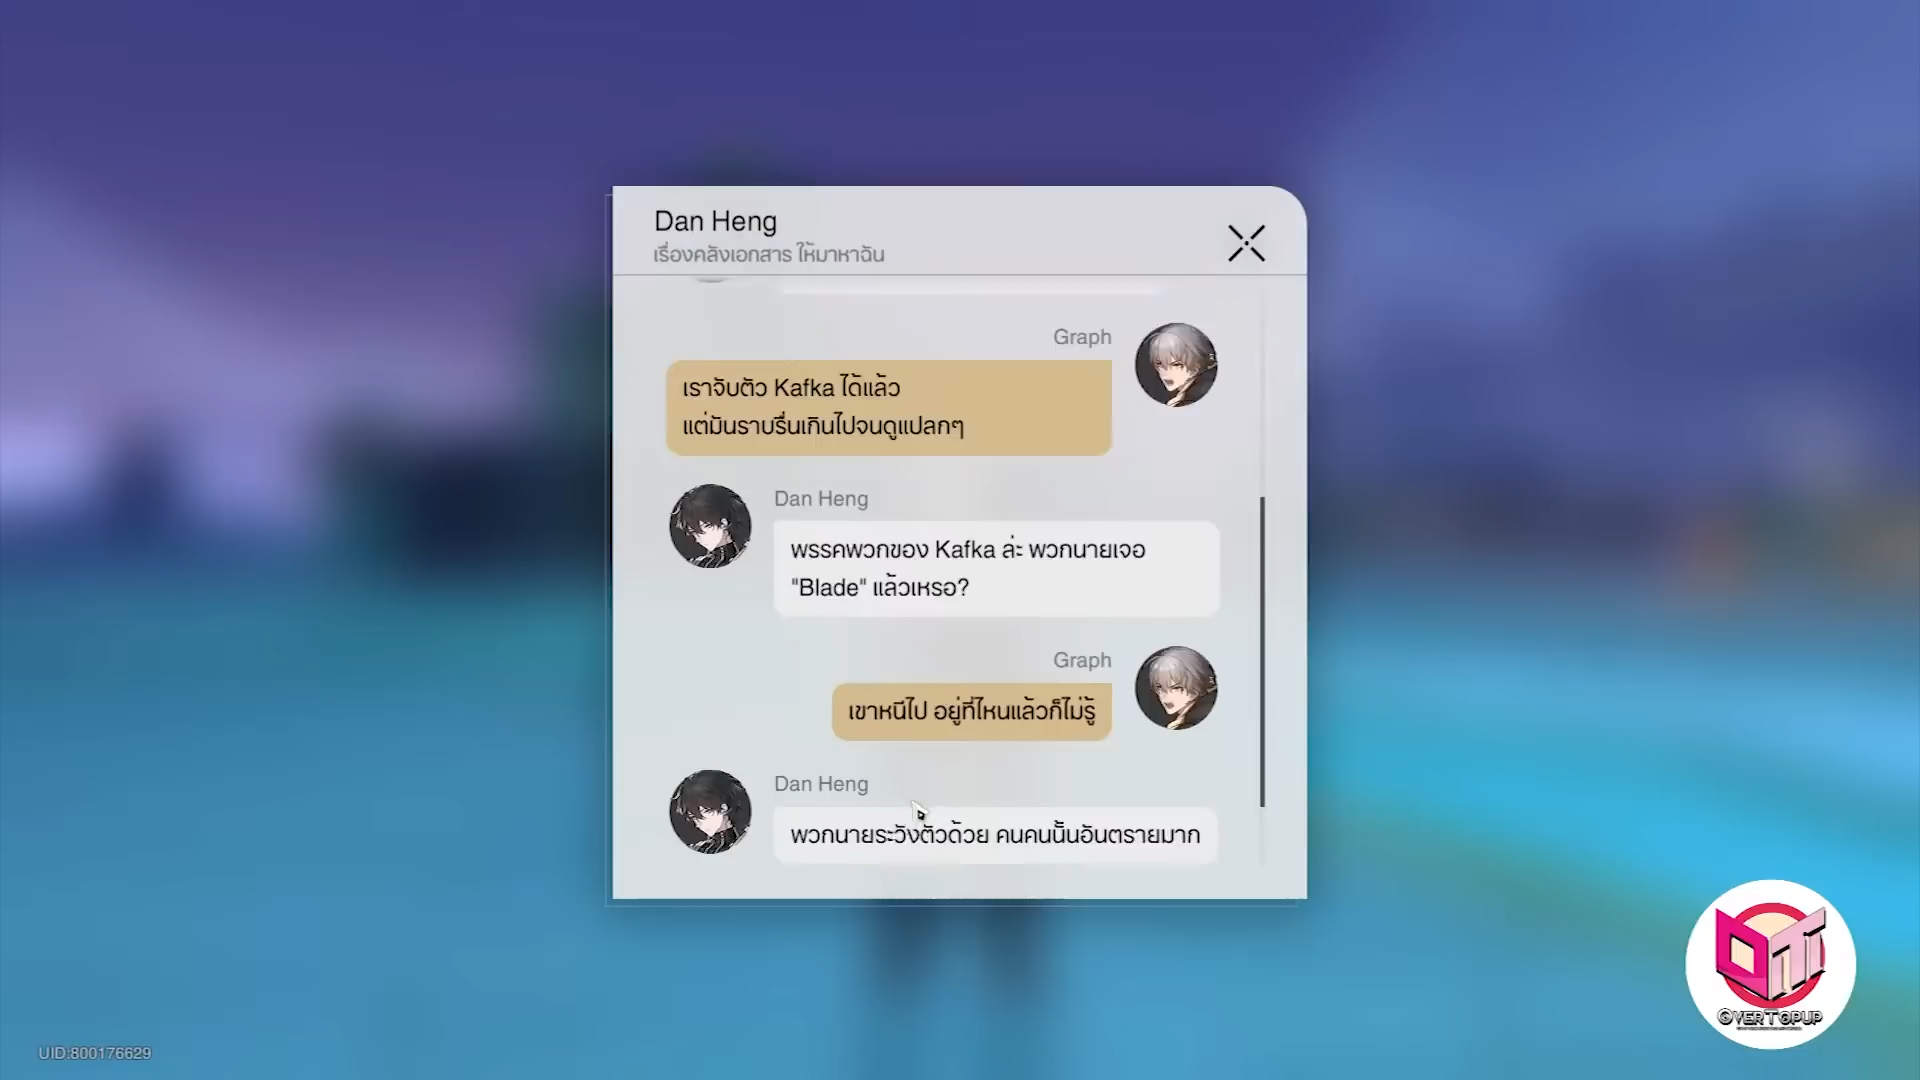 Dan Heng
เรื่องคลังเอกสาร ให้มาหาฉัน
Graph
เราจับตัว Kafka ได้แล้ว
แต่มันราบรื่นเกินไปจนดูแปลกๆ
Dan Heng
พรรคพวกของ Kafka ล่ะ พวกนายเจอ
"Blade" แล้วเหรอ?
Graph
เขาหนีไป อยู่ที่ไหนแล้วก็ไม่รู้
Dan Heng
พวกนายระวังตัวด้วย คนคนนั้นอันตรายมาก
OVERTOPUP
UID:800176629